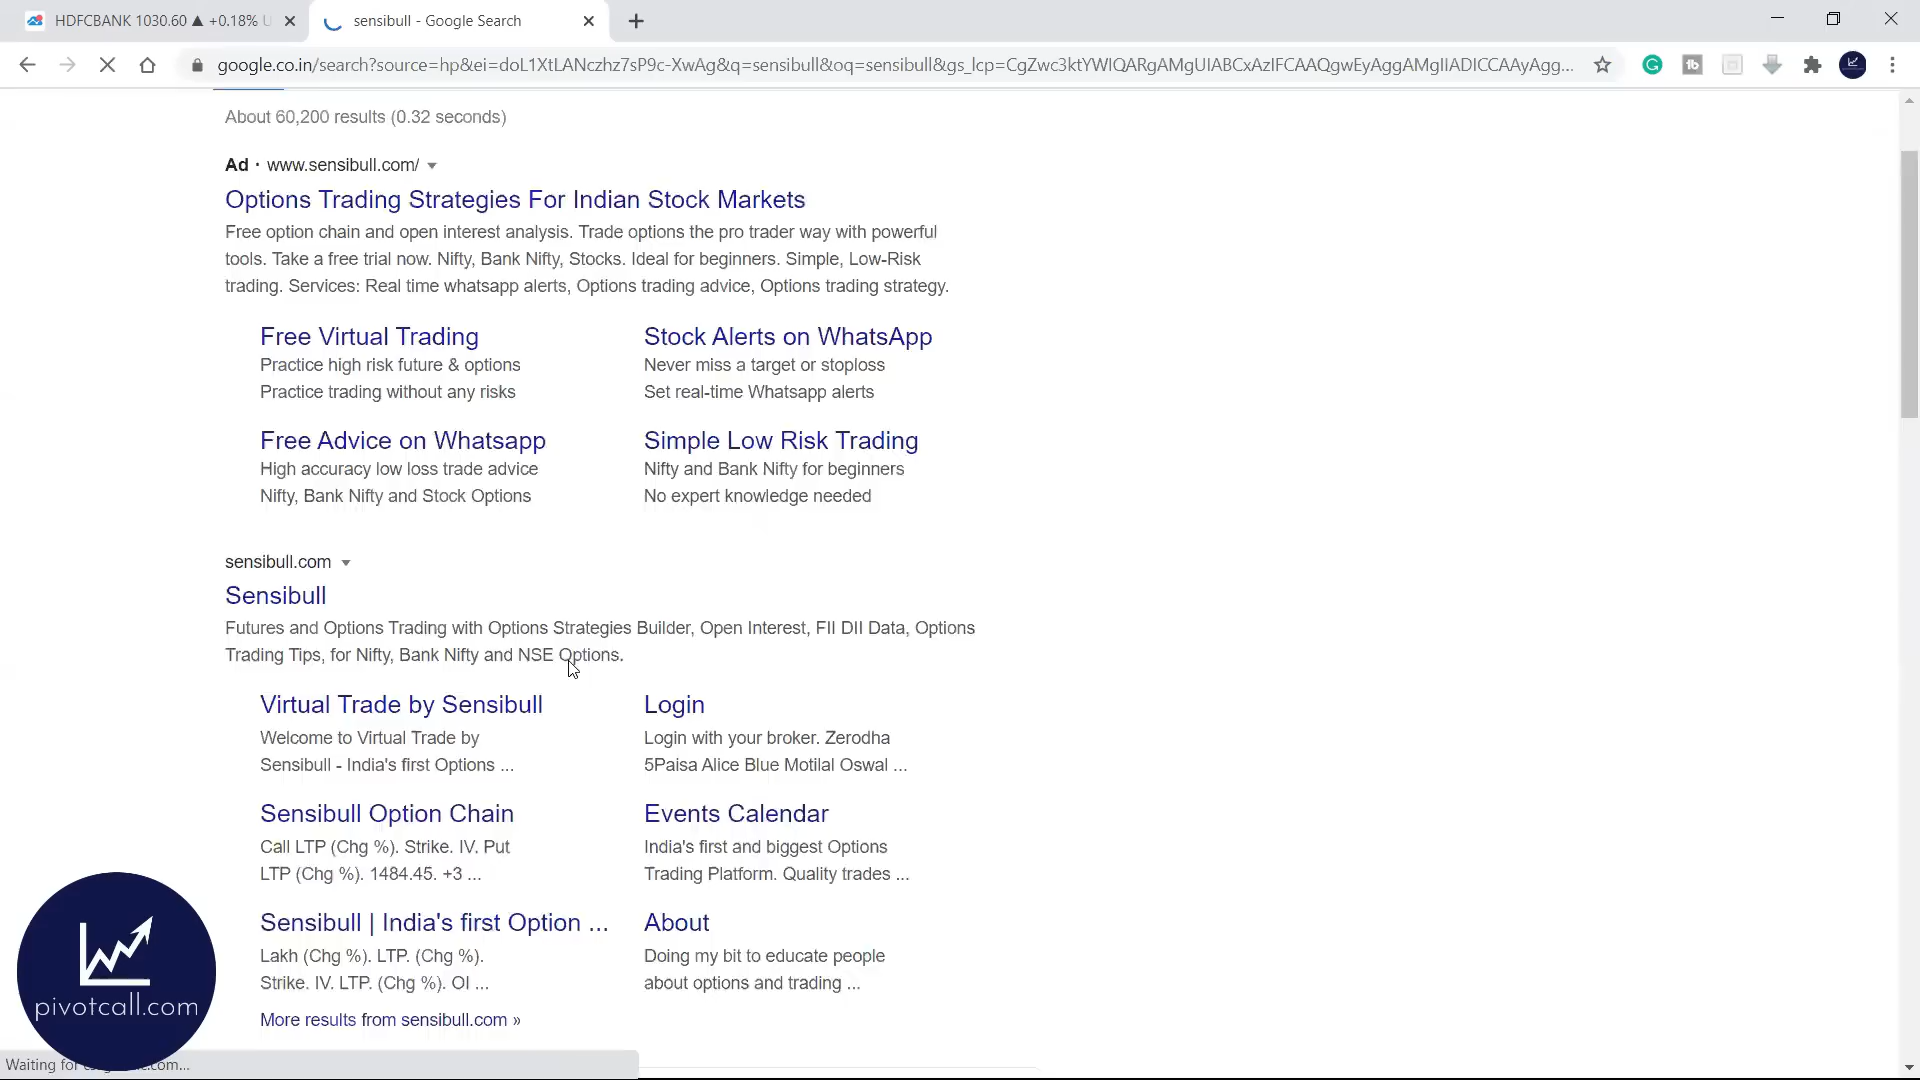 HDFCBANK 1030.60 ▲ +0.18%
sensibull - Google Search
google.co.in/search?source=hp&ei=doL1XtLANczhz7sP9c-XwAg&q=sensibull&oq=sensibull&gs_lcp=CgZwc3ktYWIQARgAMgUIABCxAzIFCAAQgwEyAggAMgIIADICCAAyAgg...
About 60,200 results (0.32 seconds)
Ad · www.sensibull.com/
Options Trading Strategies For Indian Stock Markets
Free option chain and open interest analysis. Trade options the pro trader way with powerful
tools. Take a free trial now. Nifty, Bank Nifty, Stocks. Ideal for beginners. Simple, Low-Risk
trading. Services: Real time whatsapp alerts, Options trading advice, Options trading strategy.
Free Virtual Trading
Practice high risk future & options
Practice trading without any risks
Stock Alerts on WhatsApp
Never miss a target or stoploss
Set real-time Whatsapp alerts
Free Advice on Whatsapp
High accuracy low loss trade advice
Nifty, Bank Nifty and Stock Options
Simple Low Risk Trading
Nifty and Bank Nifty for beginners
No expert knowledge needed
sensibull.com
Sensibull
Futures and Options Trading with Options Strategies Builder, Open Interest, FII DII Data, Options
Trading Tips, for Nifty, Bank Nifty and NSE Options.
Virtual Trade by Sensibull
Welcome to Virtual Trade by
Sensibull - India's first Options ...
Login
Login with your broker. Zerodha
5Paisa Alice Blue Motilal Oswal ...
Sensibull Option Chain
Call LTP (Chg %). Strike. IV. Put
LTP (Chg %). 1484.45. +3 ...
Events Calendar
India's first and biggest Options
Trading Platform. Quality trades ...
Sensibull | India's first Option ...
Lakh (Chg %). LTP. (Chg %).
Strike. IV. LTP. (Chg %). OI ...
About
Doing my bit to educate people
about options and trading ...
More results from sensibull.com »
pivotcall.com
Waiting for